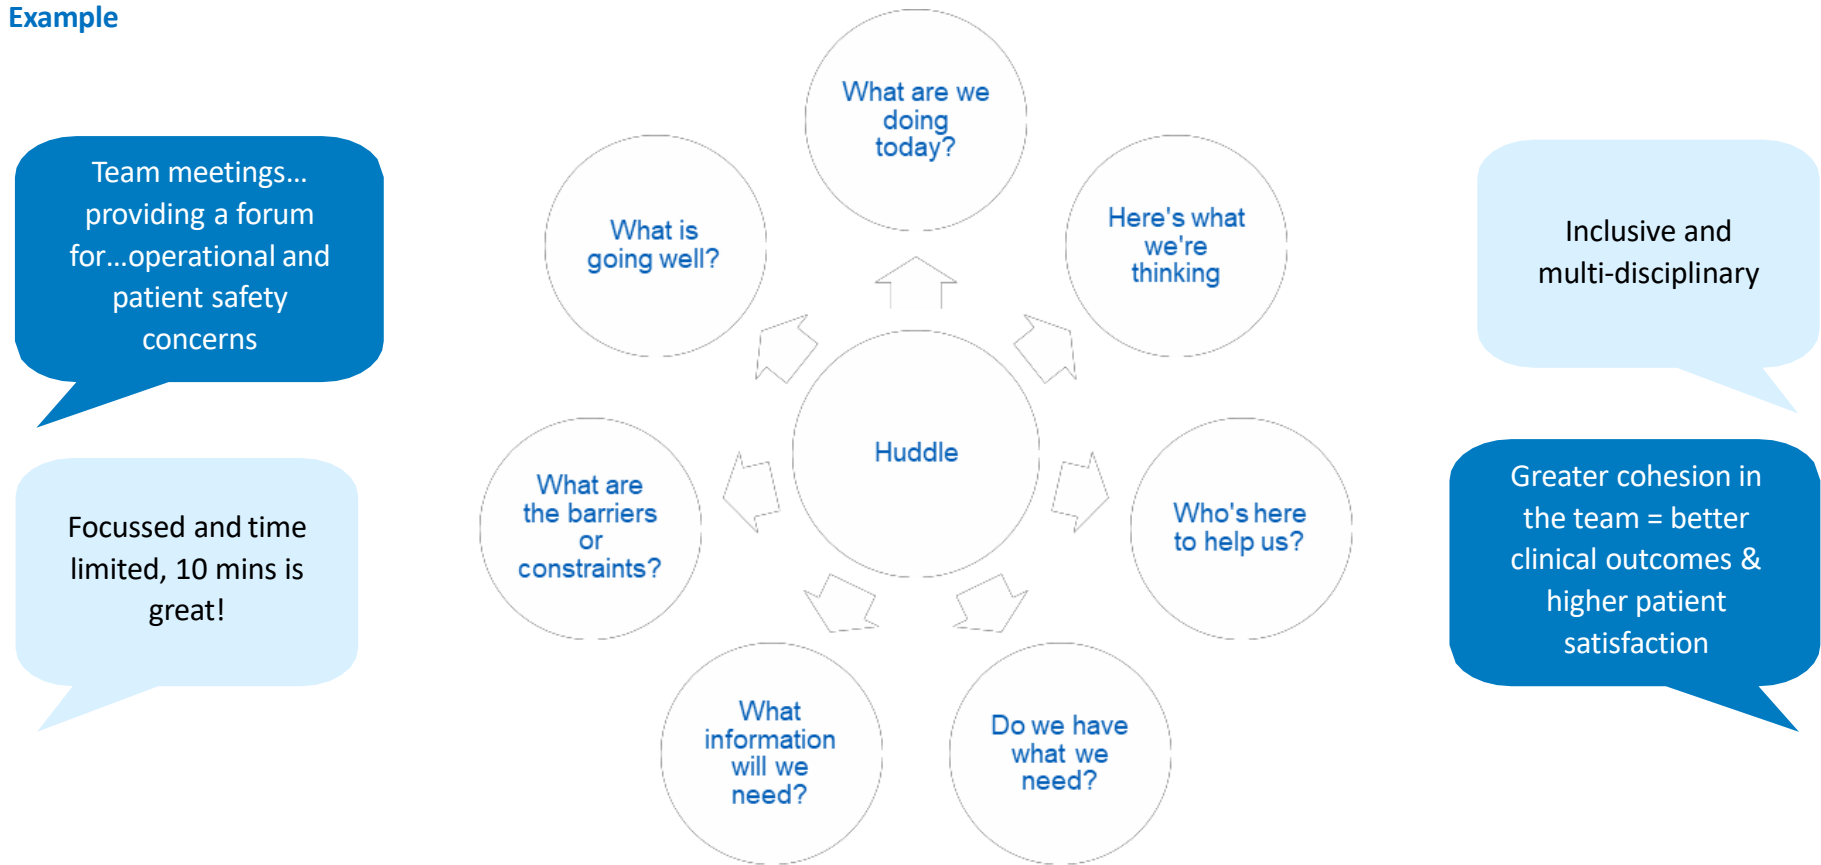 Example
Team meetings...
providing a forum
for...operational and
patient safety
concerns
Focussed and time
limited, 10 mins is
great!
What are we
doing
today?
Here's what
we're
thinking
Who's here
to help us?
Do we have
what we
need?
What
information
will we
need?
What are
the barriers
or
constraints?
What is
going well?
Huddle
Inclusive and
multi-disciplinary
Greater cohesion in
the team = better
clinical outcomes &
higher patient
satisfaction